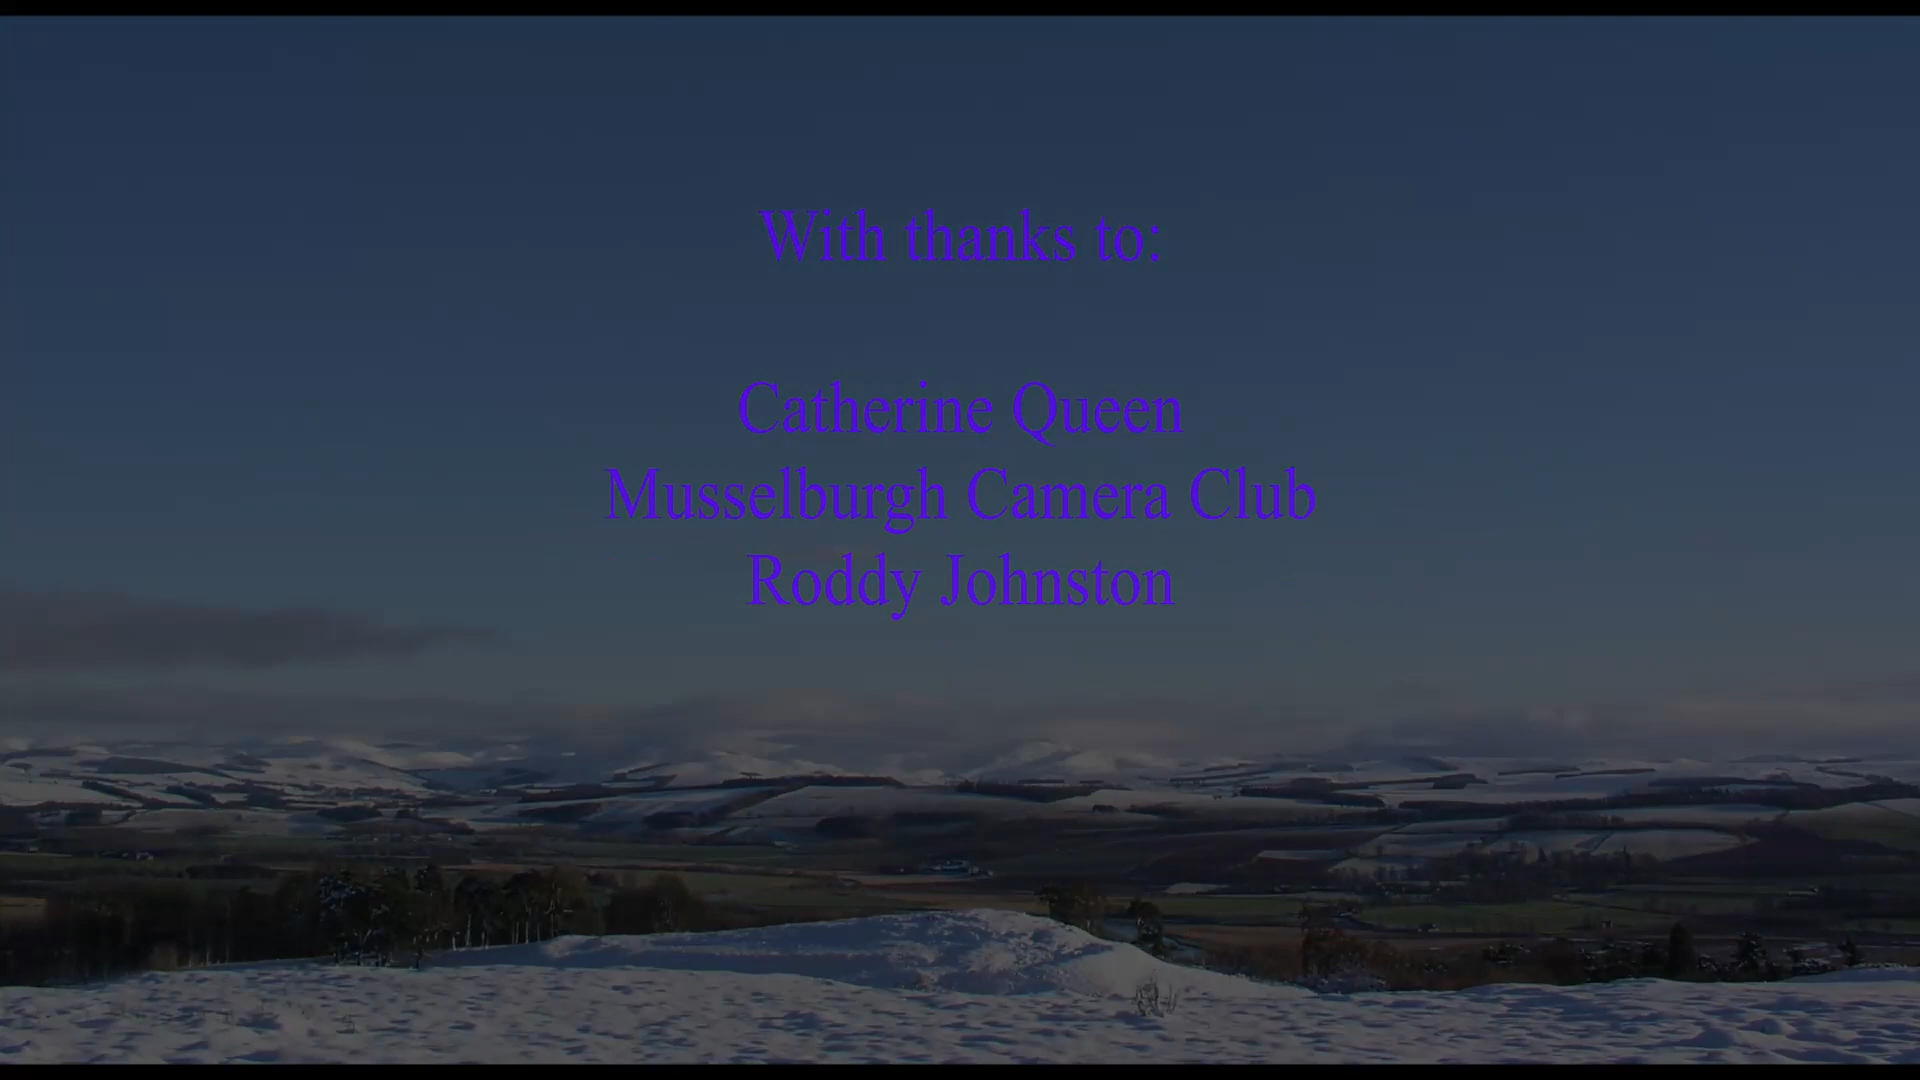 With thanks to:
Catherine Queen
Musselburgh Camera Club
Roddy Johnston